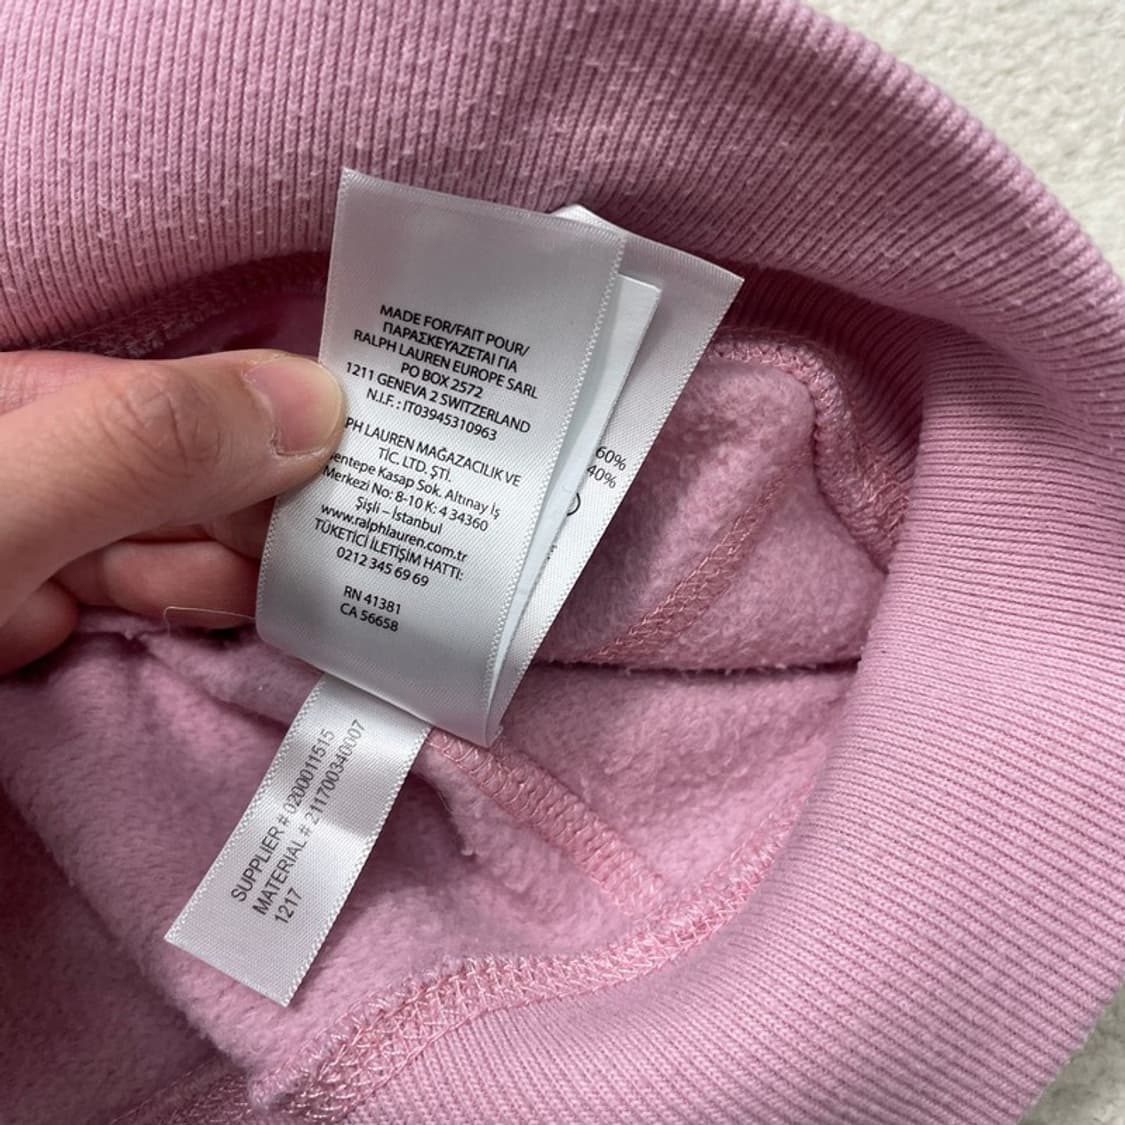 MADE FOR/FAIT POUR/
ΠΑΡΑΣΚΕΥΑΖΕΤΑΙ ΓΙΑ
RALPH LAUREN EUROPE SARL
PO BOX 2572
1211 GENEVA 2 SWITZERLAND
N.I.F. : IT03945310963
PH LAUREN MAĞAZACILIK VE
TİC. LTD. ŞTİ.
entepe Kasap Sok. Altınay İş
Merkezi No: 8-10 K: 4 34360
Şişli – İstanbul
www.ralphlauren.com.tr
TÜKETİCİ İLETİŞİM HATTI:
0212 345 69 69
RN 41381
CA 56658
60%
40%
SUPPLIER # 0200011515
MATERIAL # 211700340007
1217